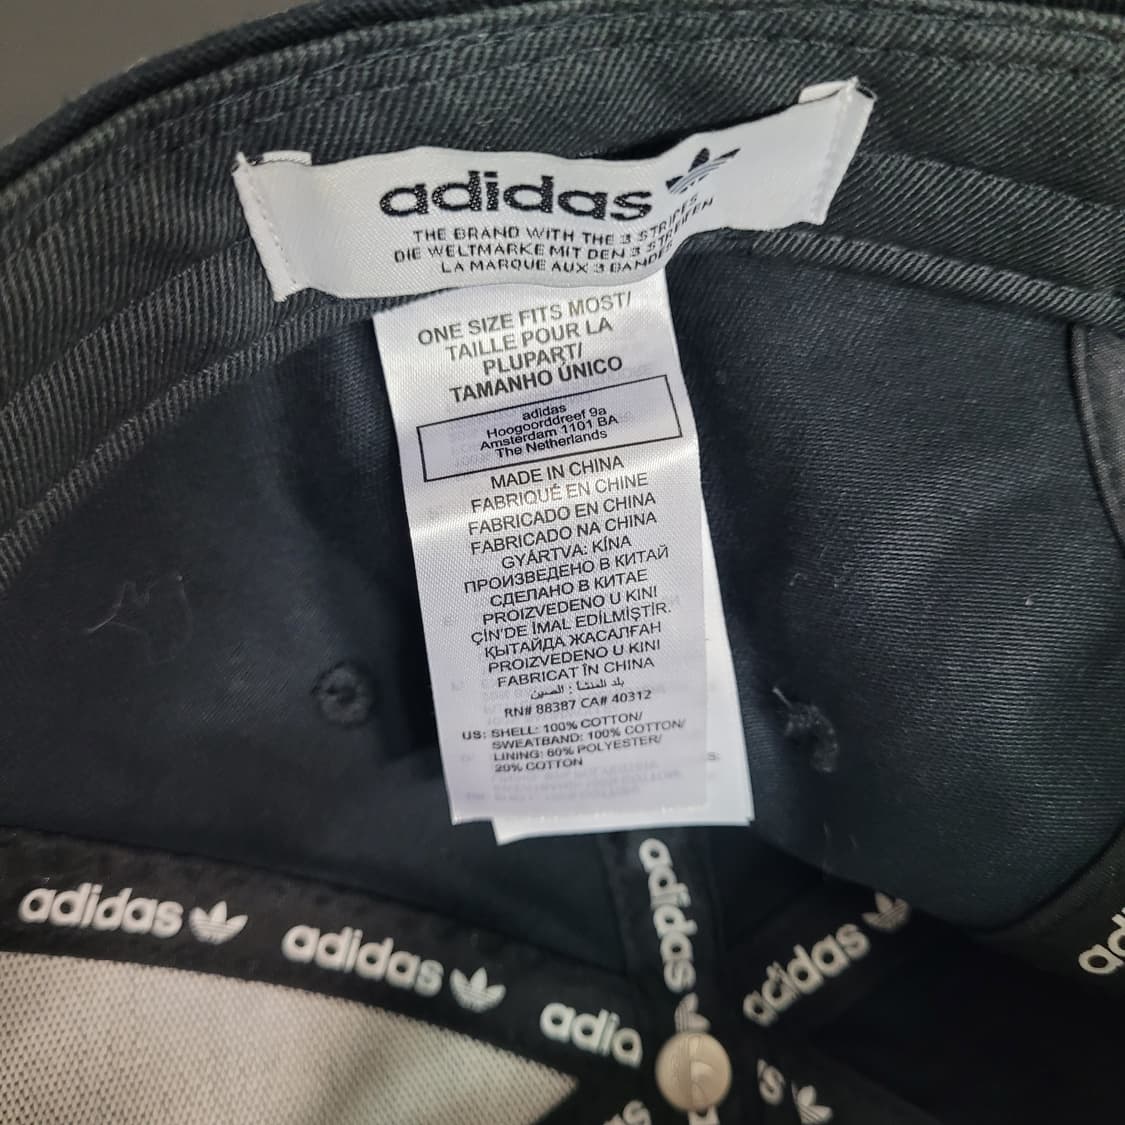 adidas
THE BRAND WITH THE 3 STRIPES
DIE WELTMARKE MIT DEN 3 STREIFEN
LA MARQUE AUX 3 BANDES
ONE SIZE FITS MOST/
TAILLE POUR LA
PLUPART/
TAMANHO ÚNICO
adidas
Hoogoorddreef 9a
Amsterdam 1101 BA
The Netherlands
MADE IN CHINA
FABRIQUÉ EN CHINE
FABRICADO EN CHINA
FABRICADO NA CHINA
GYÁRTVA: KÍNA
ПРОИЗВЕДЕНО В КИТАЙ
СДЕЛАНО В КИТАЕ
PROIZVEDENO U KINI
ÇİN'DE İMAL EDİLMİŞTİR.
ҚЫТАЙДА ЖАСАЛҒАН
PROIZVEDENO U KINI
FABRICAT ÎN CHINA
بلد المنشأ : الصين
RN# 88387 CA# 40312
US: SHELL: 100% COTTON/
SWEATBAND: 100% COTTON/
LINING: 80% POLYESTER/
20% COTTON
adidas
adidas
adidas
adidas